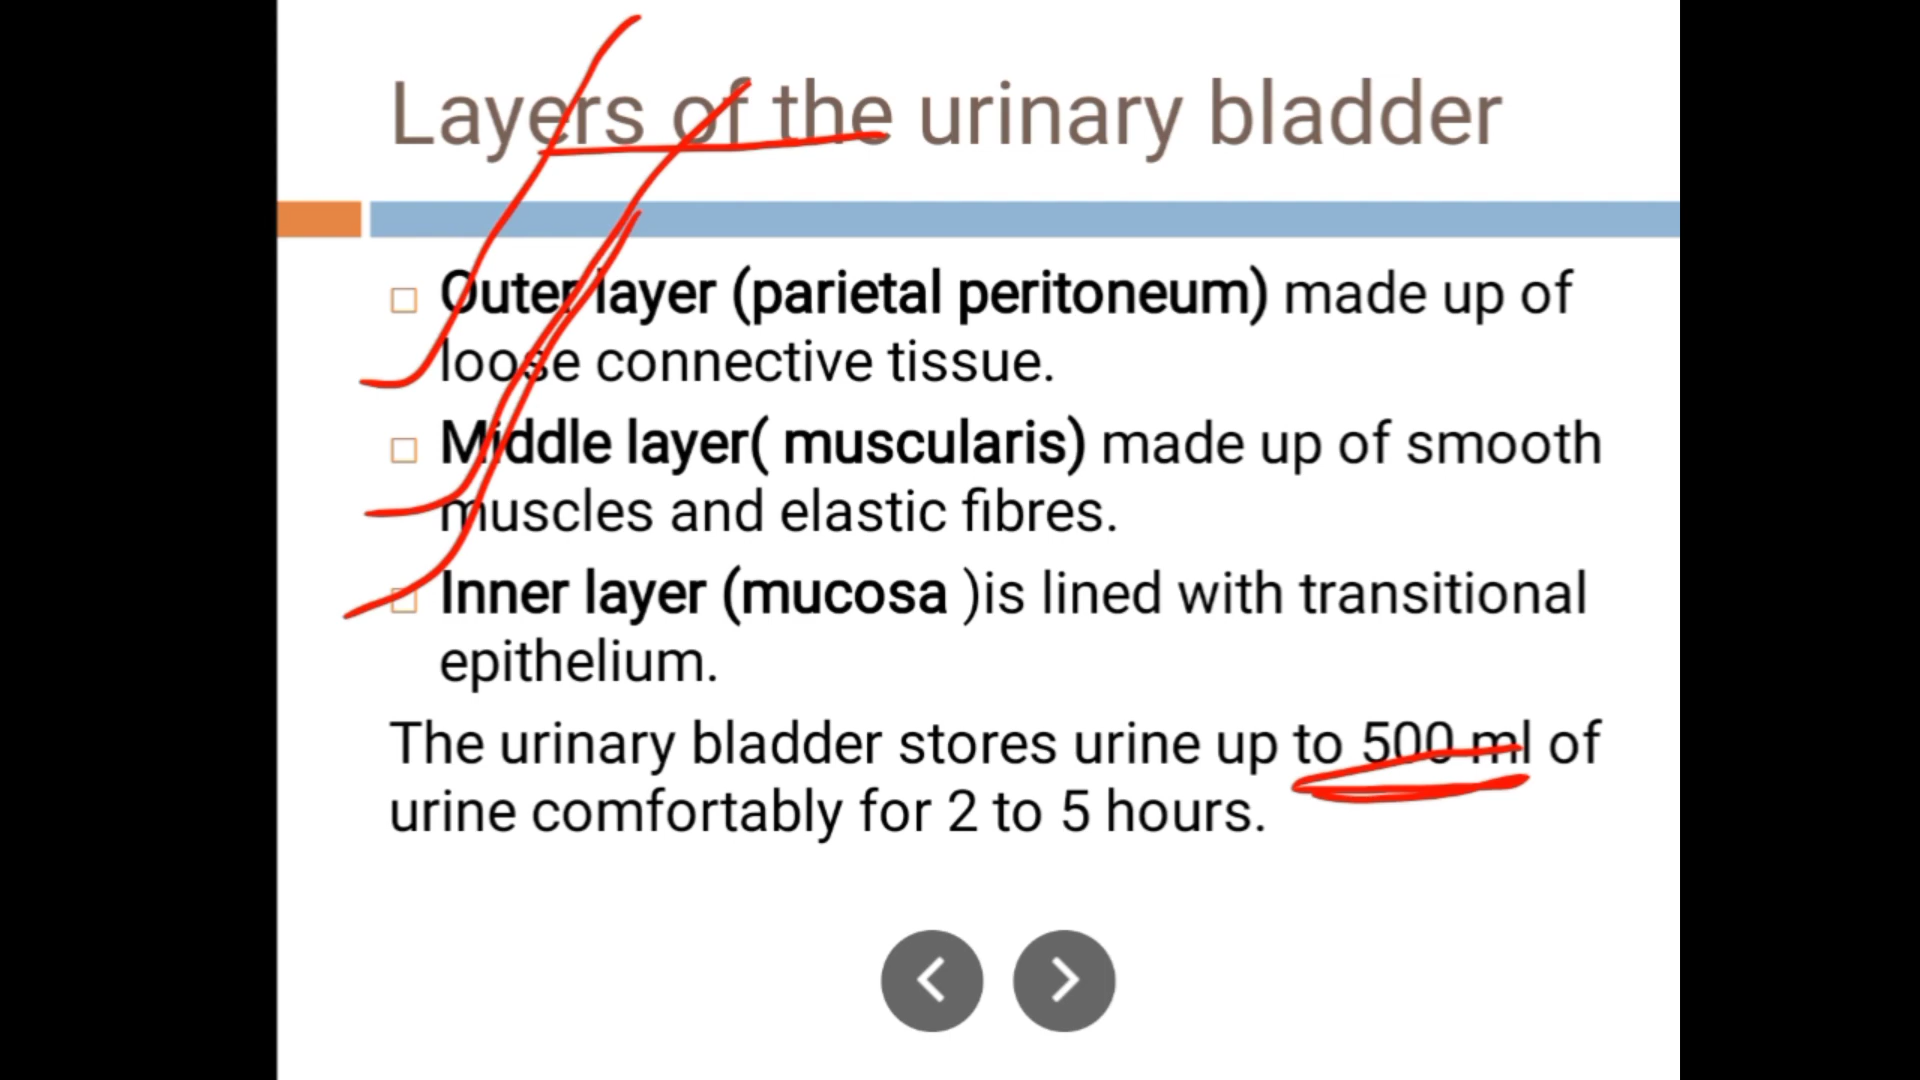 Layers of the urinary bladder
Outer layer (parietal peritoneum) made up of
loose connective tissue.
Middle layer( muscularis) made up of smooth
muscles and elastic fibres.
Inner layer (mucosa )is lined with transitional
epithelium.
The urinary bladder stores urine up to 500 ml of
urine comfortably for 2 to 5 hours.